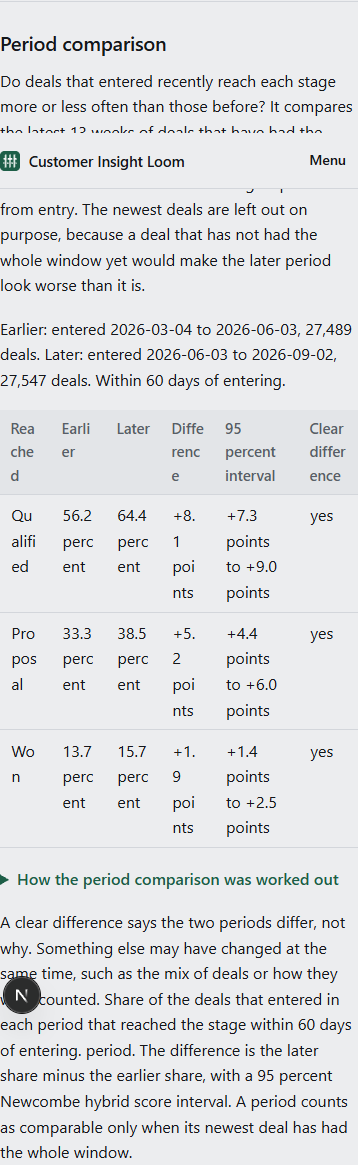 Period comparison
Do deals that entered recently reach each stage
more or less often than those before? It compares
the latest 13 weeks of deals that have had the
Customer Insight Loom
Menu
from entry. The newest deals are left out on
purpose, because a deal that has not had the
whole window yet would make the later period
look worse than it is.
Earlier: entered 2026-03-04 to 2026-06-03, 27,489
deals. Later: entered 2026-06-03 to 2026-09-02,
27,547 deals. Within 60 days of entering.
Rea Earli Later Diffe 95 Clear
che er renc percent differ
d e interval ence
Qu 56.2 64.4 +8. +7.3 yes
alifi perc perc 1 points
ed ent ent poi to +9.0
nts points
Pro 33.3 38.5 +5. +4.4 yes
pos perc perc 2 points
al ent ent poi to +6.0
nts points
Wo 13.7 15.7 +1. +1.4 yes
n perc perc 9 points
ent ent poi to +2.5
nts points
How the period comparison was worked out
A clear difference says the two periods differ, not
why. Something else may have changed at the
same time, such as the mix of deals or how they
counted. Share of the deals that entered in
N
each period that reached the stage within 60 days
of entering. period. The difference is the later
share minus the earlier share, with a 95 percent
Newcombe hybrid score interval. A period counts
as comparable only when its newest deal has had
the whole window.